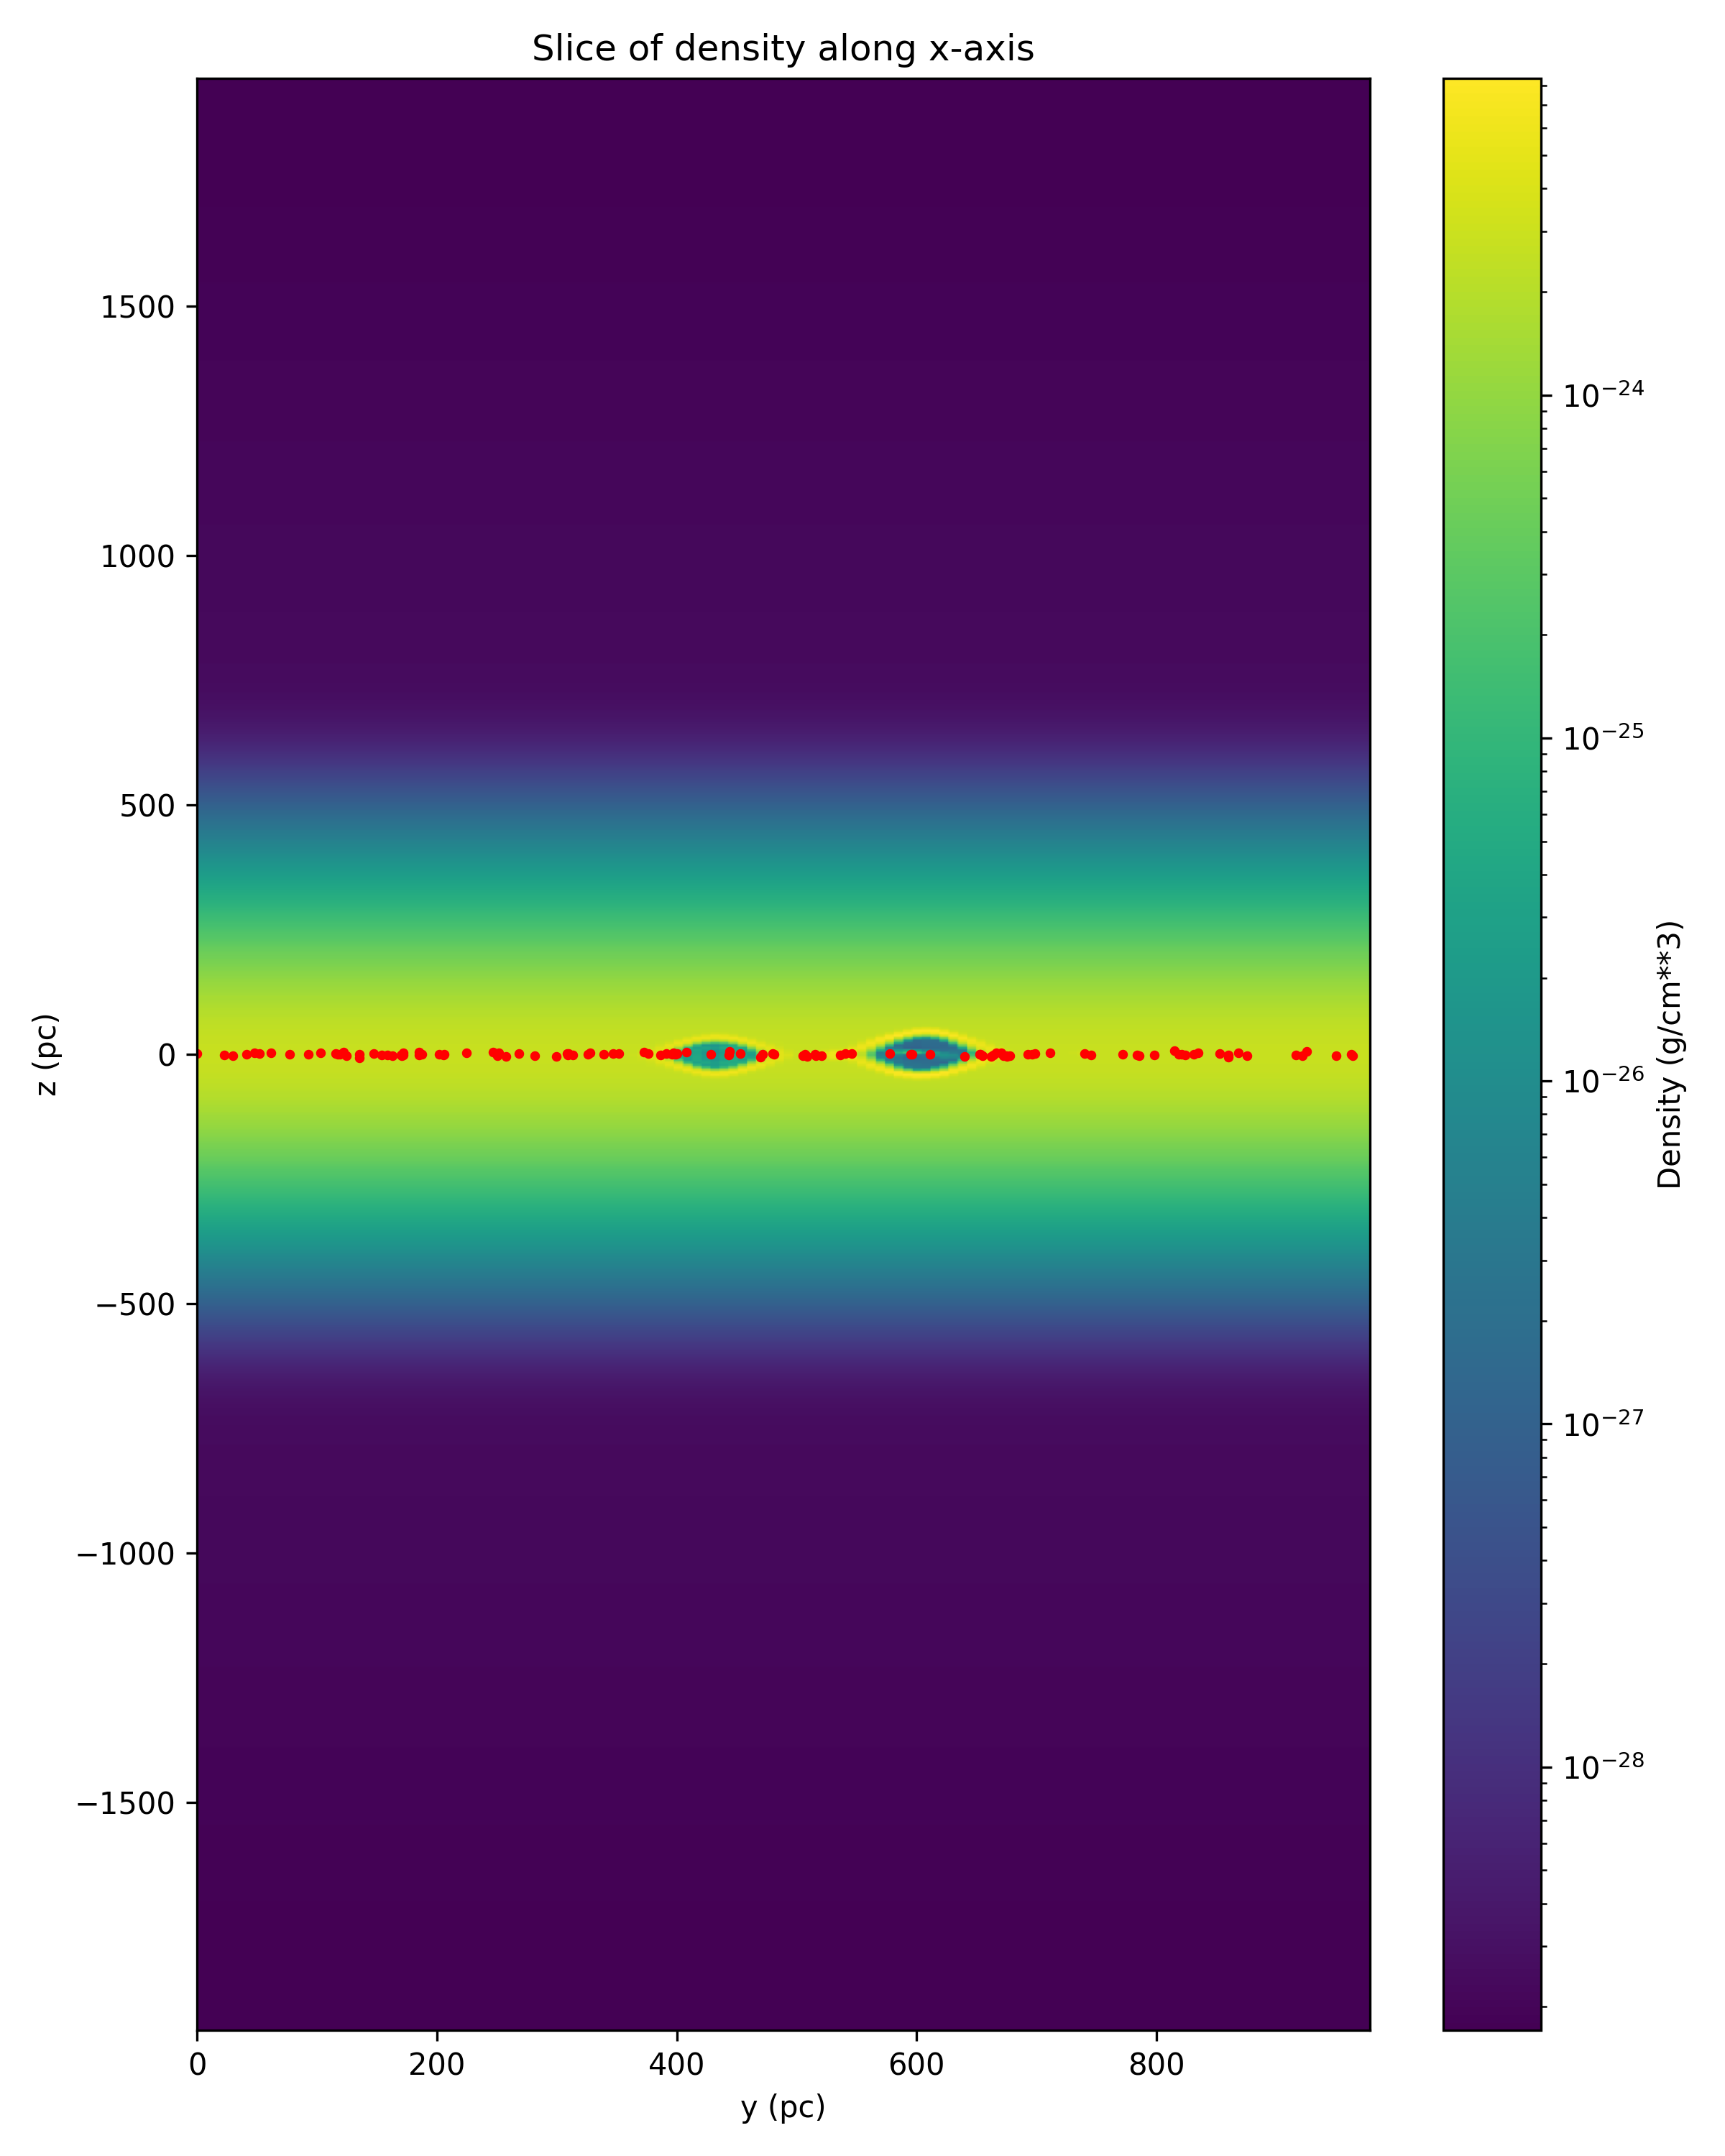 Slice of density along x-axis
1500
1000
500
0
−500
−1000
−1500
z (pc)
0 200 400 600 800
y (pc)
10−24
10−25
10−26
10−27
10−28
Density (g/cm**3)